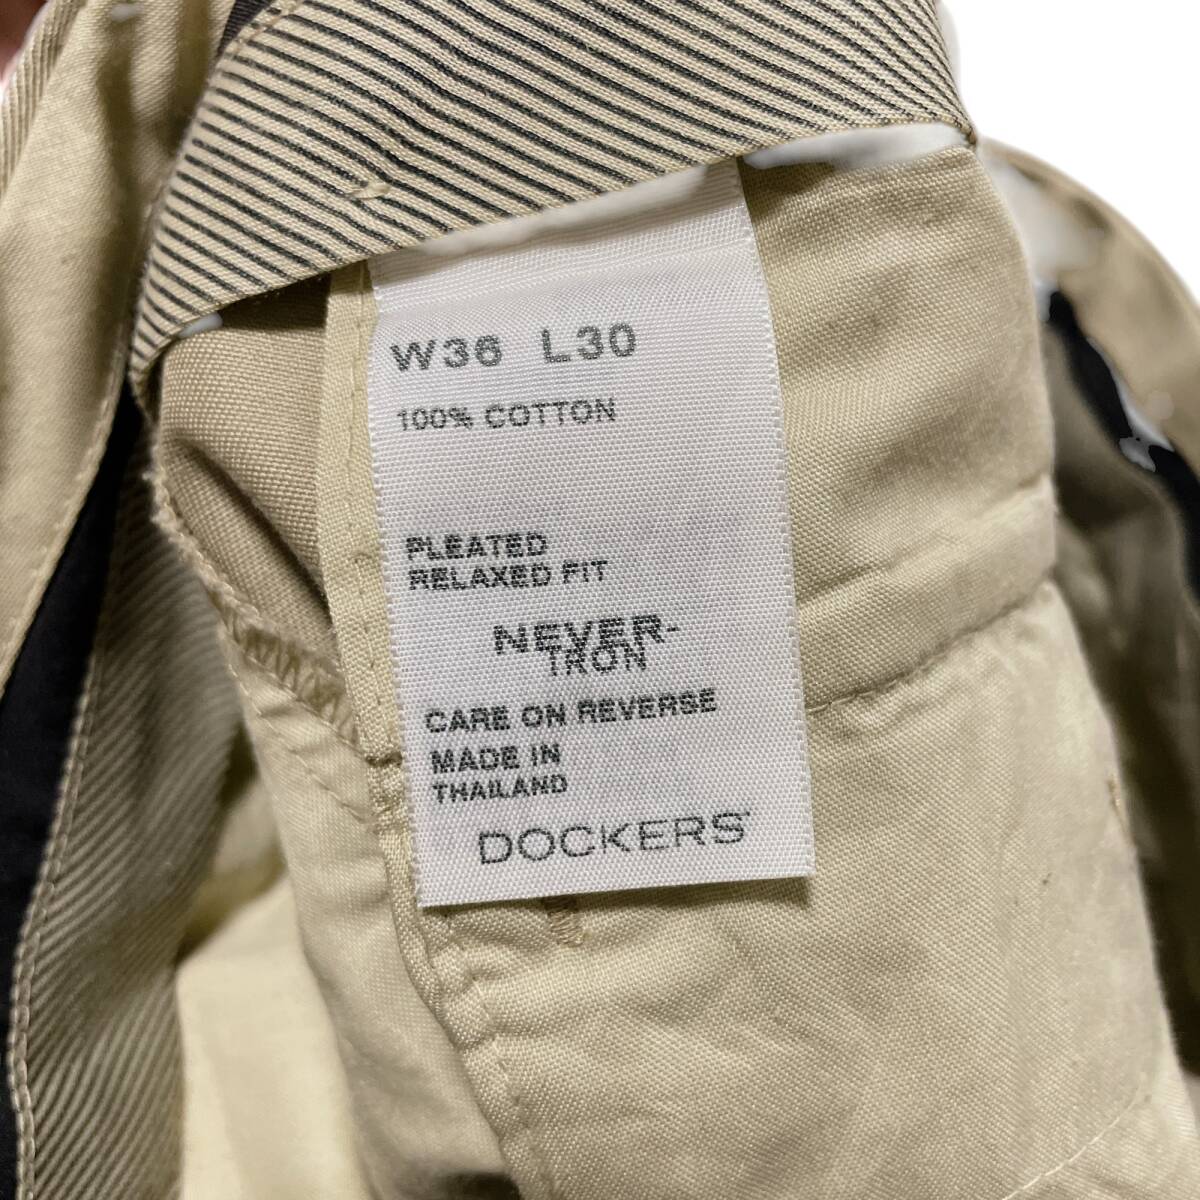 W36 L30
100% COTTON
PLEATED
RELAXED FIT
NEVER-
IRON
CARE ON REVERSE
MADE IN
THAILAND
DOCKERS